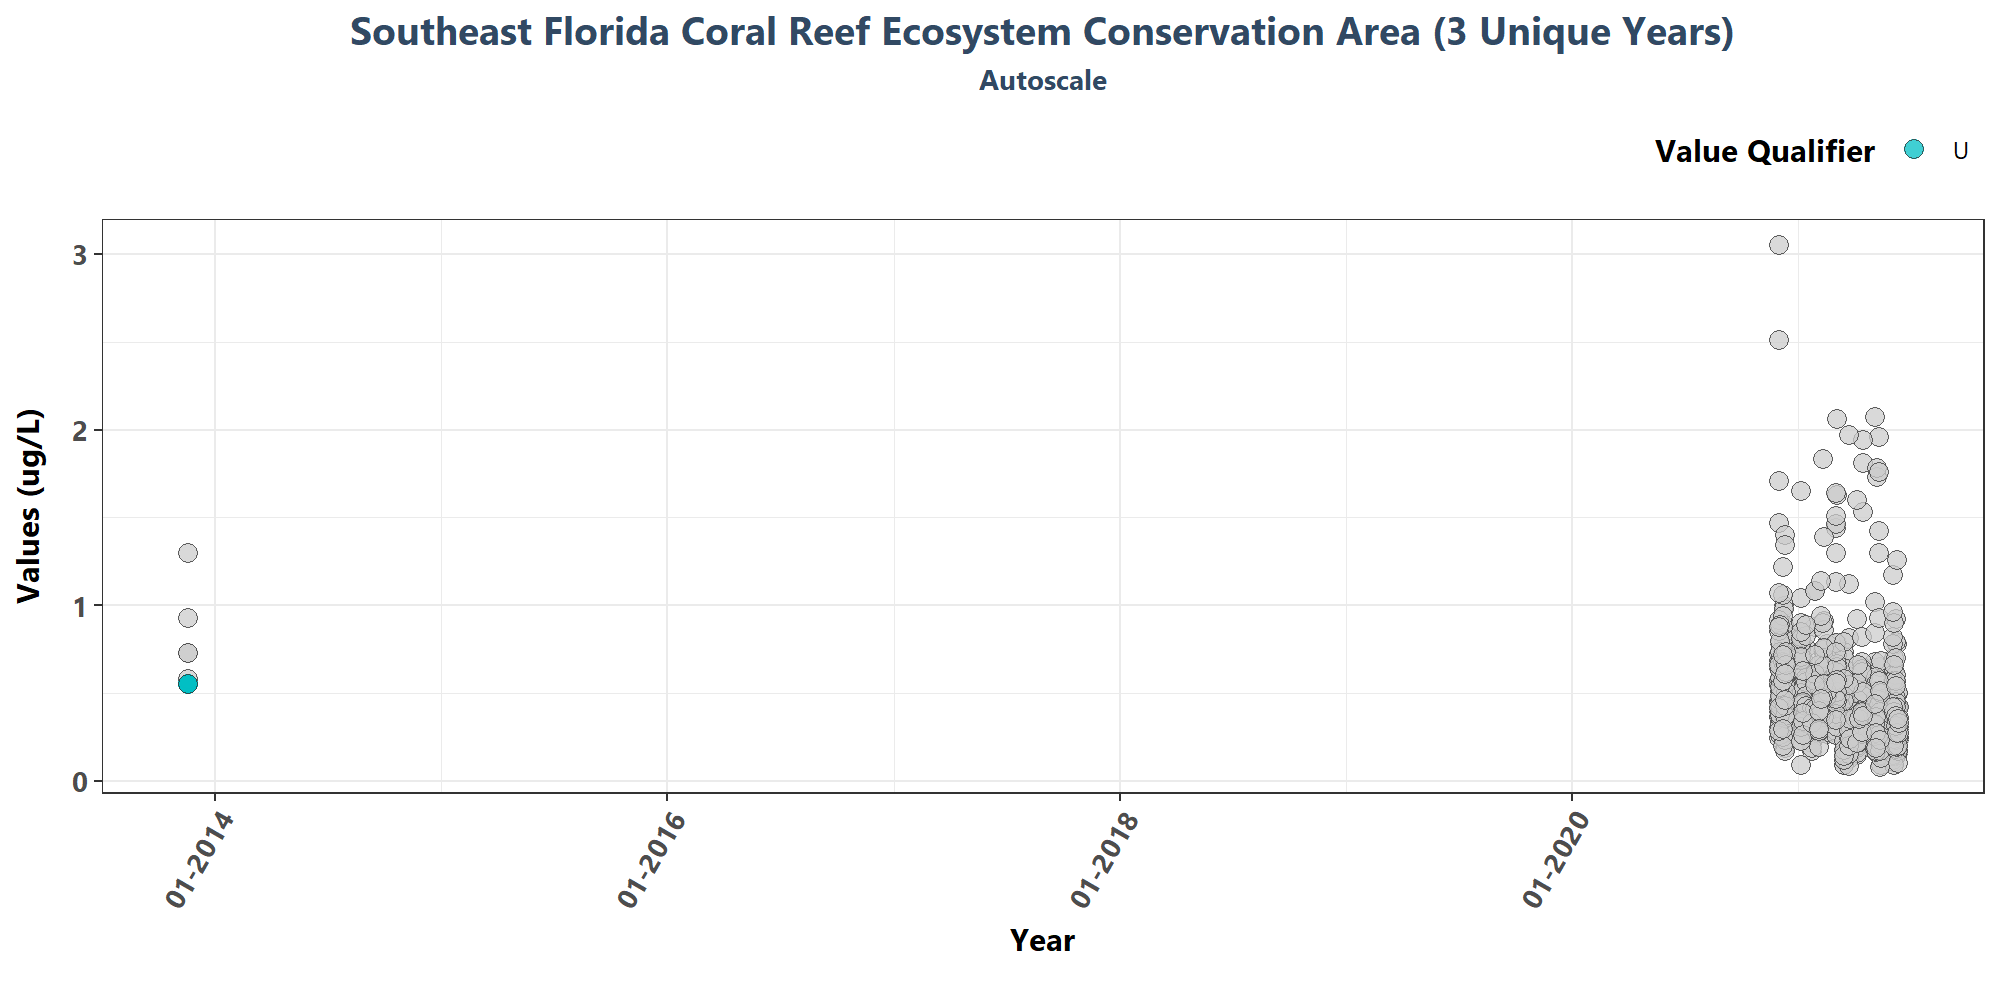 Southeast Florida Coral Reef Ecosystem Conservation Area (3 Unique Years)
Autoscale
Value Qualifier U
3
2
1
0
Values (ug/L)
01-2014
01-2016
01-2018
01-2020
Year